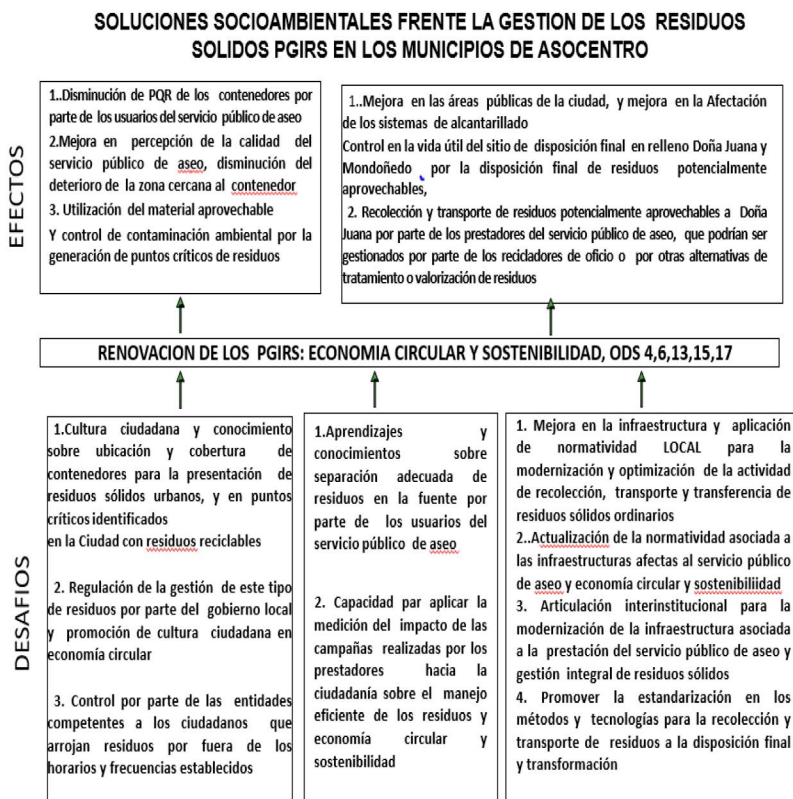 SOLUCIONES SOCIOAMBIENTALES FRENTE LA GESTION DE LOS RESIDUOS
SOLIDOS PGIRS EN LOS MUNICIPIOS DE ASOCENTRO
EFECTOS
1..Disminución de PQR de los contenedores por
parte de los usuarios del servicio público de aseo
2.Mejora en percepción de la calidad del
servicio público de aseo, disminución del
deterioro de la zona cercana al contenedor
3. Utilización del material aprovechable
Y control de contaminación ambiental por la
generación de puntos críticos de residuos
1..Mejora en las áreas públicas de la ciudad, y mejora en la Afectación
de los sistemas de alcantarillado
Control en la vida útil del sitio de disposición final en relleno Doña Juana y
Mondoñedo por la disposición final de residuos potencialmente
aprovechables,
2. Recolección y transporte de residuos potencialmente aprovechables a Doña
Juana por parte de los prestadores del servicio público de aseo, que podrían ser
gestionados por parte de los recicladores de oficio o por otras alternativas de
tratamiento o valorización de residuos
RENOVACION DE LOS PGIRS: ECONOMIA CIRCULAR Y SOSTENIBILIDAD, ODS 4,6,13,15,17
DESAFIOS
1.Cultura ciudadana y conocimiento
sobre ubicación y cobertura de
contenedores para la presentación de
residuos sólidos urbanos, y en puntos
críticos identificados
en la Ciudad con residuos reciclables
2. Regulación de la gestión de este tipo
de residuos por parte del gobierno local
y promoción de cultura ciudadana en
economía circular
3. Control por parte de las entidades
competentes a los ciudadanos que
arrojan residuos por fuera de los
horarios y frecuencias establecidos
1.Aprendizajes y
conocimientos sobre
separación adecuada de
residuos en la fuente por
parte de los usuarios del
servicio público de aseo
2. Capacidad par aplicar la
medición del impacto de las
campañas realizadas por los
prestadores hacia la
ciudadanía sobre el manejo
eficiente de los residuos y
economía circular y
sostenibilidad
1. Mejora en la infraestructura y aplicación
de normatividad LOCAL para la
modernización y optimización de la actividad
de recolección, transporte y transferencia de
residuos sólidos ordinarios
2..Actualización de la normatividad asociada a
las infraestructuras afectas al servicio público
de aseo y economía circular y sostenibiliidad
3. Articulación interinstitucional para la
modernización de la infraestructura asociada
a la prestación del servicio público de aseo y
gestión integral de residuos sólidos
4. Promover la estandarización en los
métodos y tecnologías para la recolección y
transporte de residuos a la disposición final
y transformación